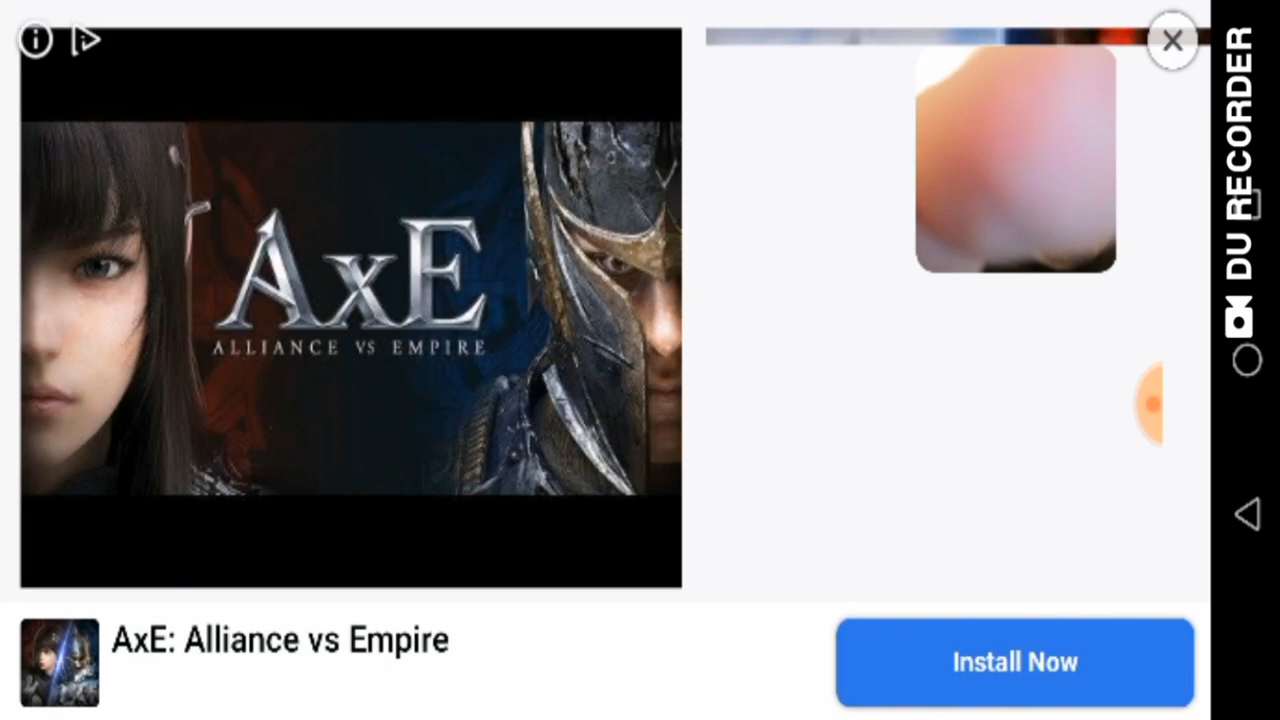 AxE
ALLIANCE VS EMPIRE
AxE: Alliance vs Empire
Install Now
DU RECORDER